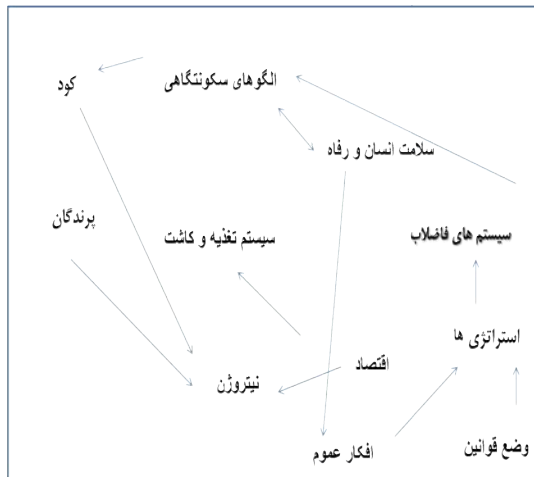 الگوهای سکونتگاهی
کود
سلامت انسان و رفاه
پرندگان
سیستم تغذیه و کاشت
سیستم های فاضلاب
استراتژی ها
اقتصاد
نیتروژن
وضع قوانین
افکار عموم